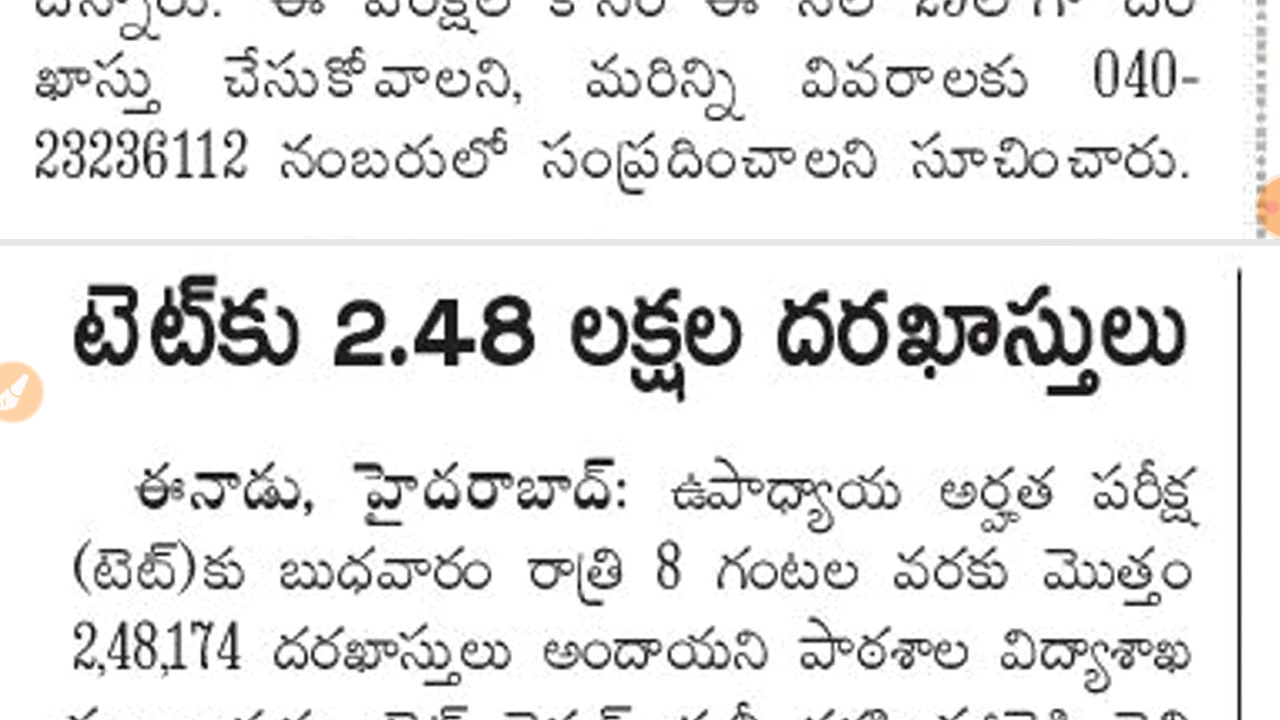 ఖాస్తు చేసుకోవాలని, మరిన్ని వివరాలకు 040-
23236112 నంబరులో సంప్రదించాలని సూచించారు.
టెట్‌కు 2.48 లక్షల దరఖాస్తులు
ఈనాడు, హైదరాబాద్: ఉపాధ్యాయ అర్హత పరీక్ష
(టెట్)కు బుధవారం రాత్రి 8 గంటల వరకు మొత్తం
2,48,174 దరఖాస్తులు అందాయని పాఠశాల విద్యాశాఖ